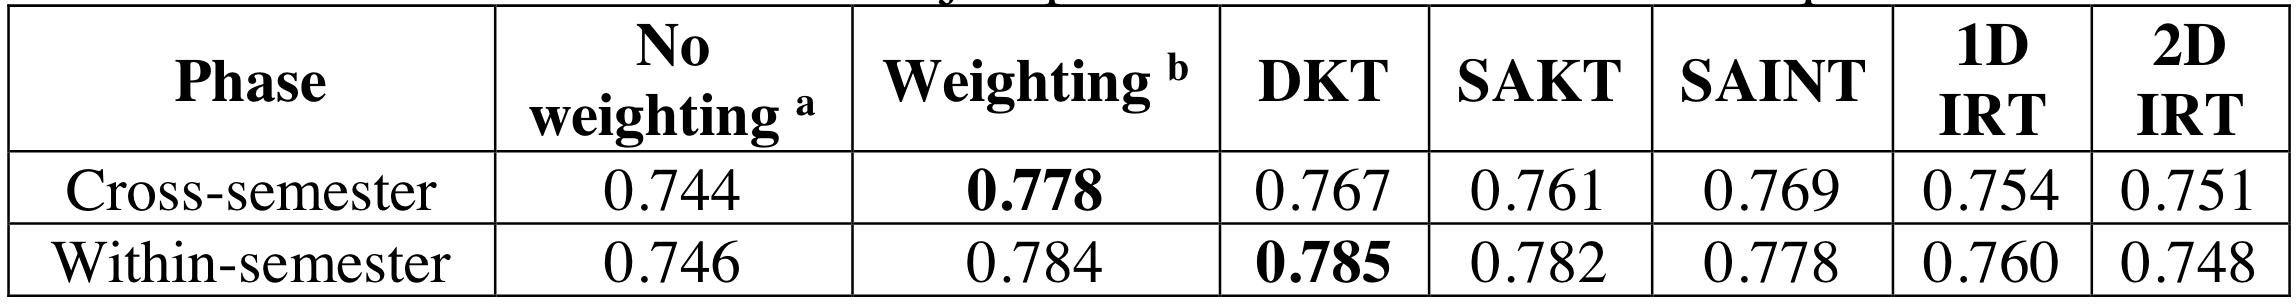 Phase No weighting a Weighting b DKT SAKT SAINT 1D IRT 2D IRT
Cross-semester 0.744 0.778 0.767 0.761 0.769 0.754 0.751
Within-semester 0.746 0.784 0.785 0.782 0.778 0.760 0.748